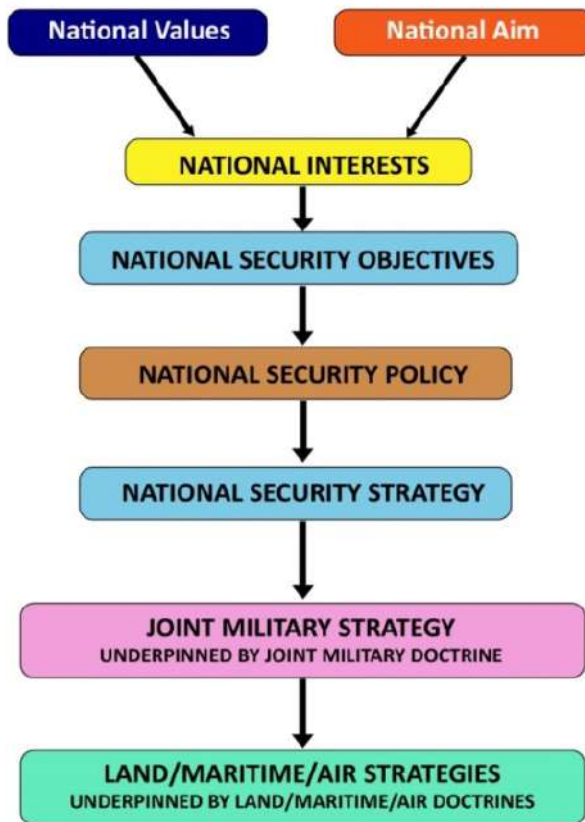 National Values
National Aim
NATIONAL INTERESTS
NATIONAL SECURITY OBJECTIVES
NATIONAL SECURITY POLICY
NATIONAL SECURITY STRATEGY
JOINT MILITARY STRATEGY
UNDERPINNED BY JOINT MILITARY DOCTRINE
LAND/MARITIME/AIR STRATEGIES
UNDERPINNED BY LAND/MARITIME/AIR DOCTRINES